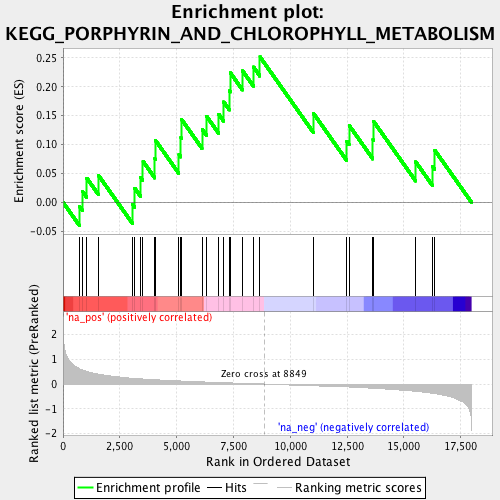 Enrichment plot:
KEGG_PORPHYRIN_AND_CHLOROPHYLL_METABOLISM
Enrichment score (ES)
0.25
0.20
0.15
0.10
0.05
0.00
-0.05
'na_pos' (positively correlated)
Ranked list metric (PreRanked)
2
1
0
-1
-2
Zero cross at 8849
'na_neg' (negatively correlated)
0
2,500
5,000
7,500
10,000
12,500
15,000
17,500
Rank in Ordered Dataset
Enrichment profile
Hits
Ranking metric scores